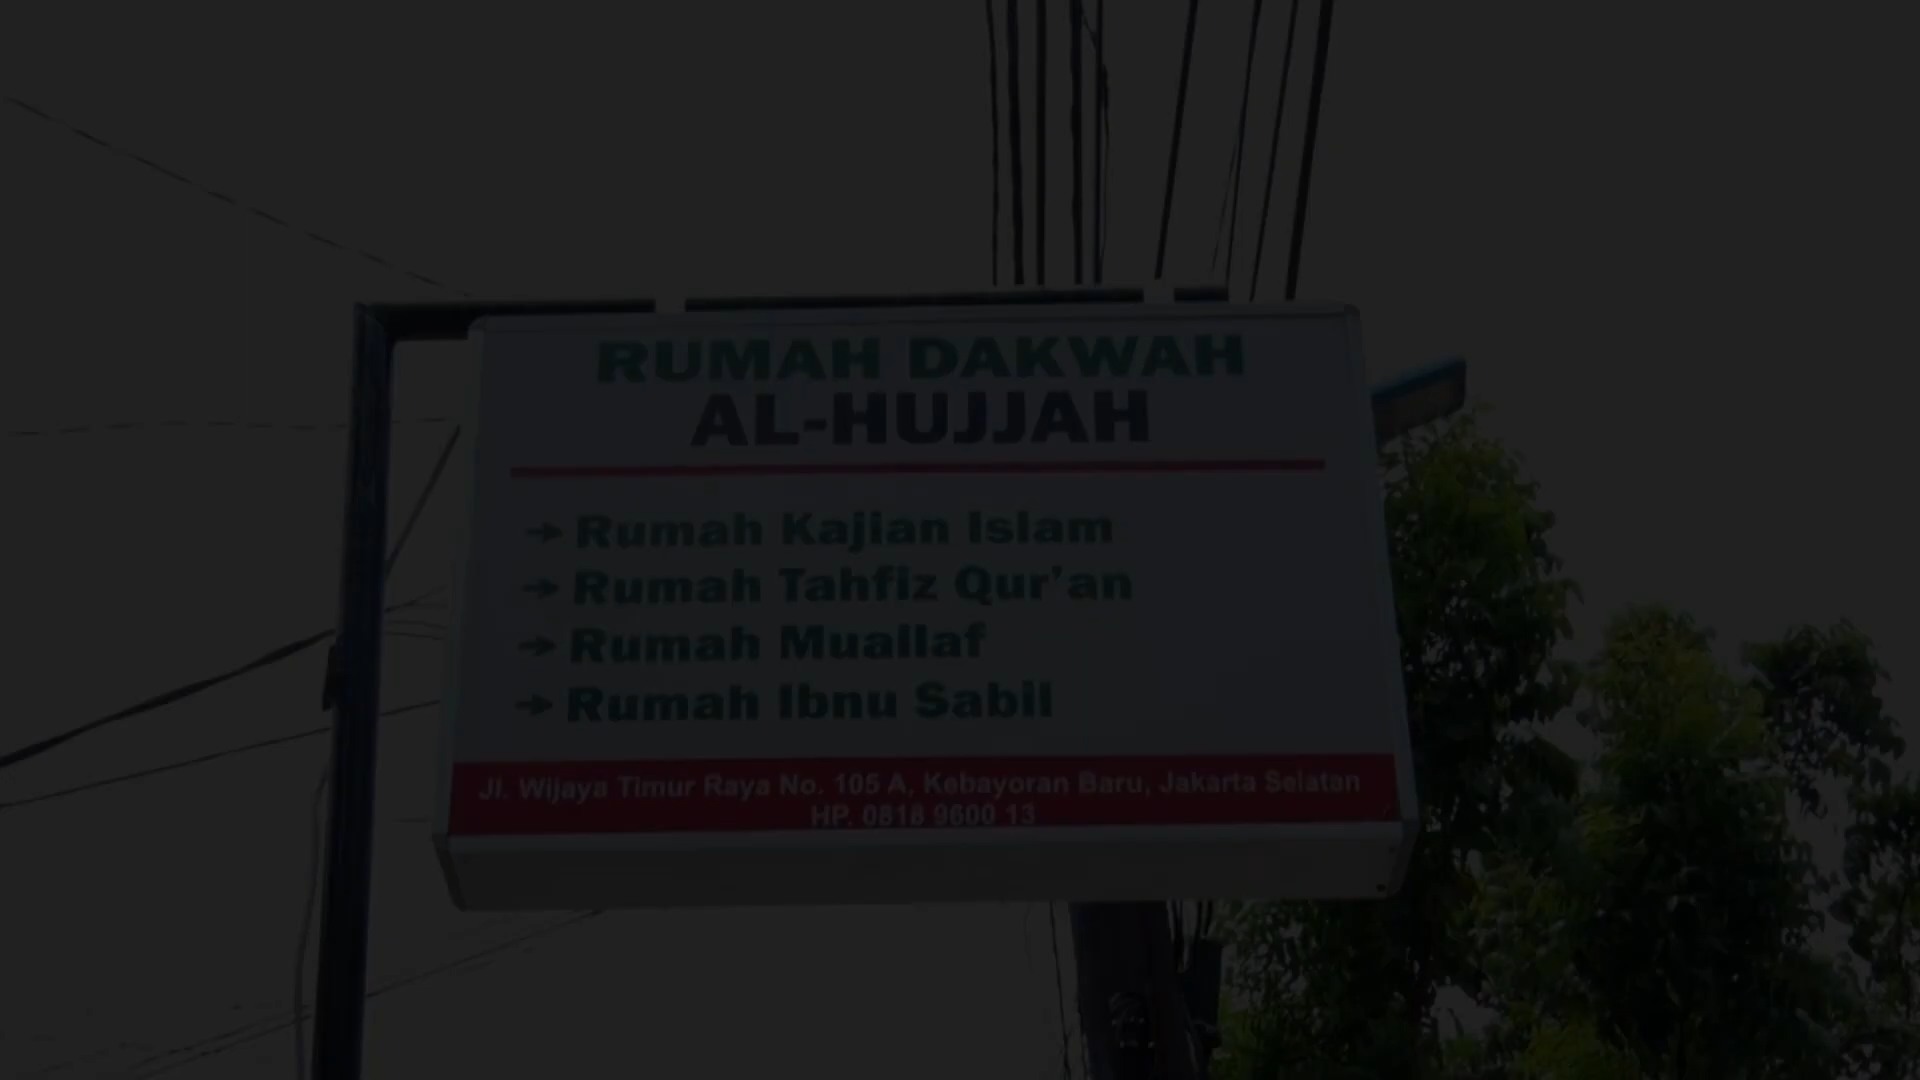 RUMAH DAKWAH
AL-HUJJAH
→ Rumah Kajian Islam
→ Rumah Tahfiz Qur'an
→ Rumah Muallaf
→ Rumah Ibnu Sabil
Jl. Wijaya Timur Raya No. 105 A, Kebayoran Baru, Jakarta Selatan
HP. 0818 9600 13